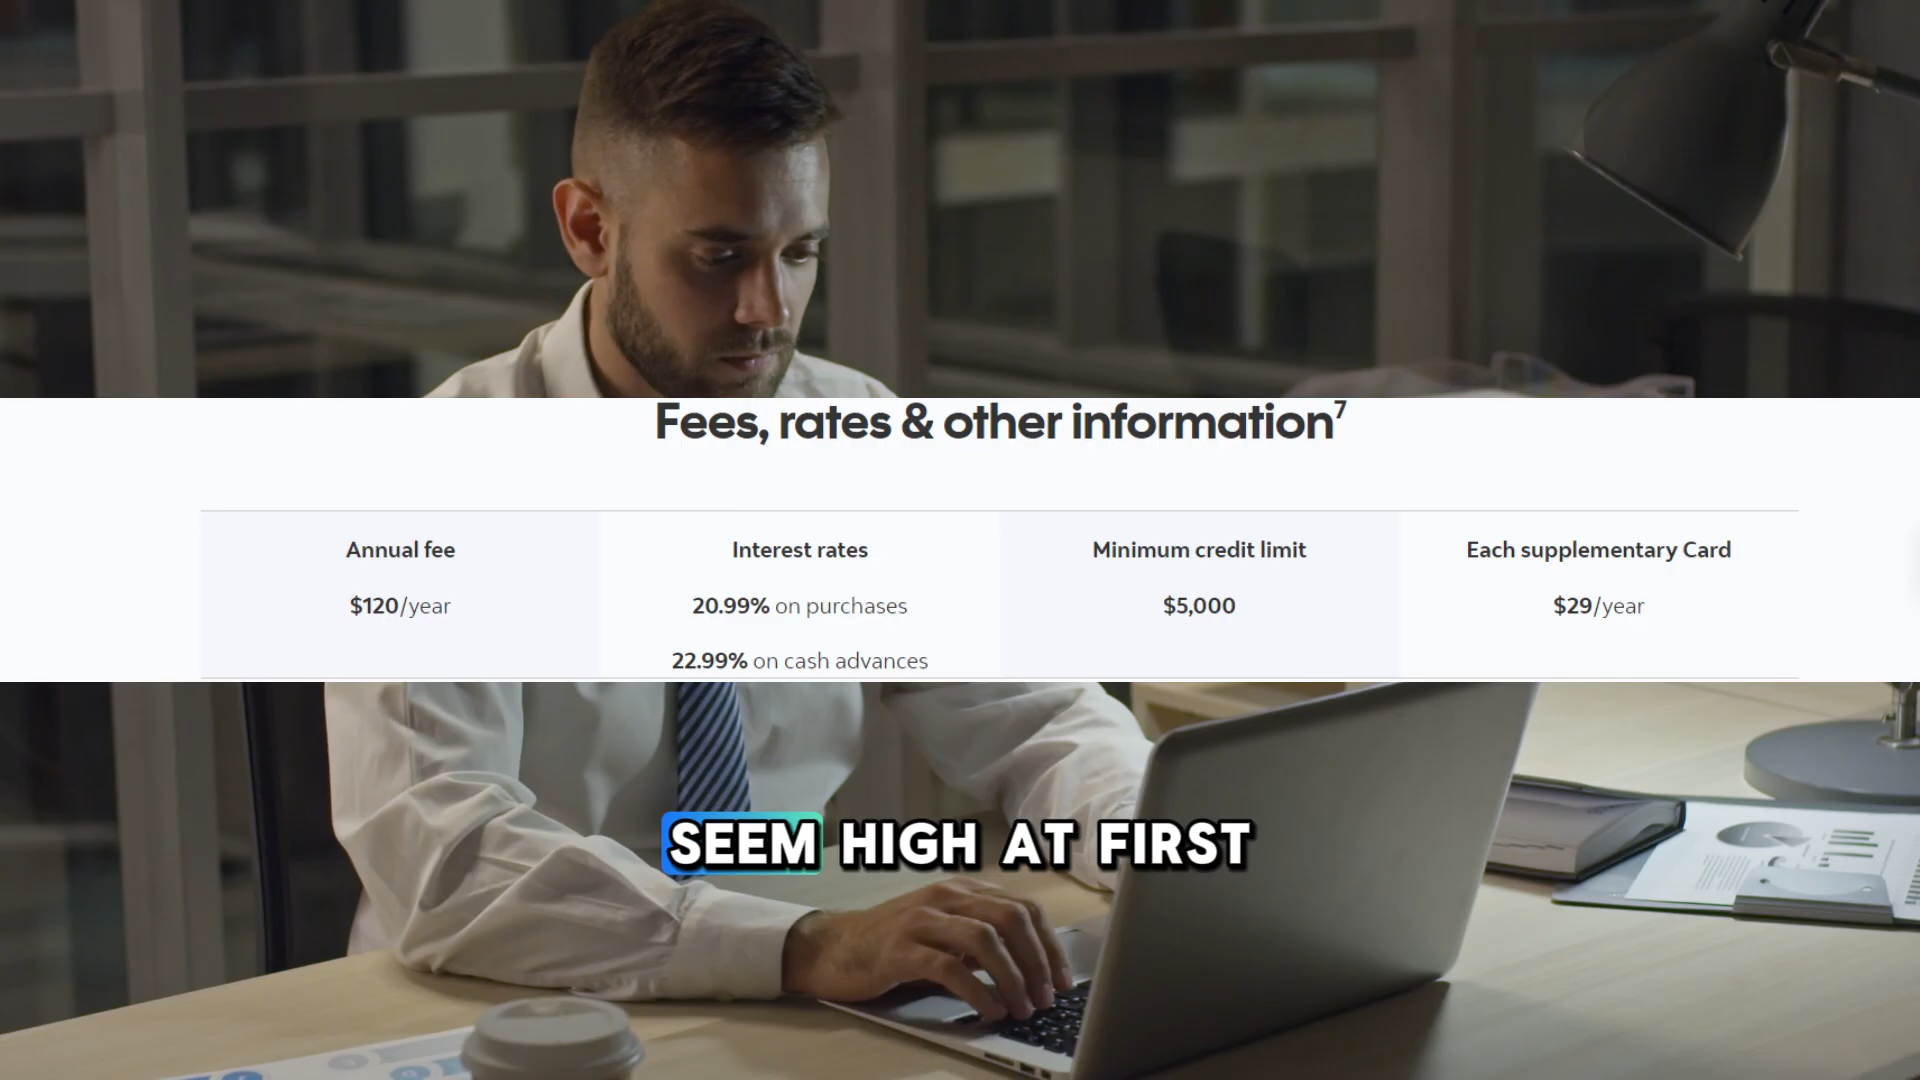 Fees, rates & other information⁷
Annual fee
Interest rates
Minimum credit limit
Each supplementary Card
$120/year
20.99% on purchases
$5,000
$29/year
22.99% on cash advances
SEEM HIGH AT FIRST